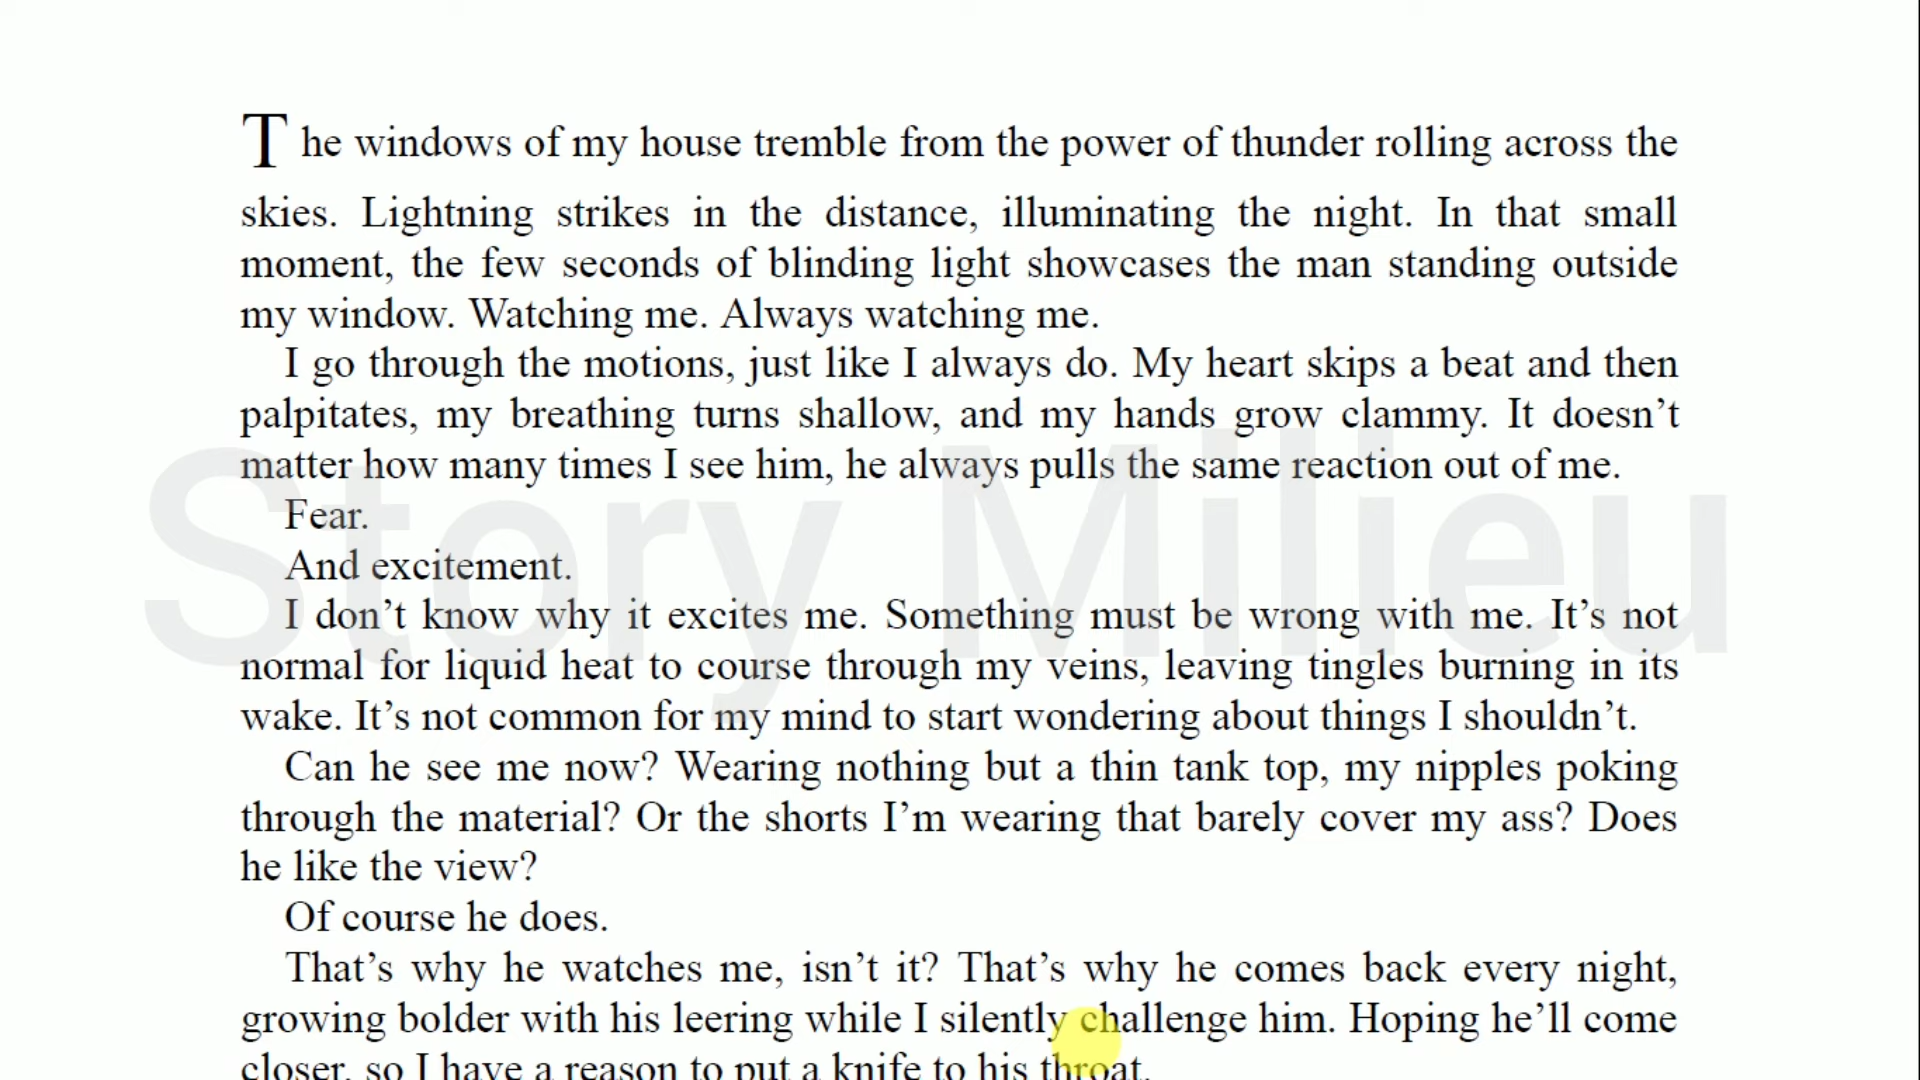 The windows of my house tremble from the power of thunder rolling across the
skies. Lightning strikes in the distance, illuminating the night. In that small
moment, the few seconds of blinding light showcases the man standing outside
my window. Watching me. Always watching me.
I go through the motions, just like I always do. My heart skips a beat and then
palpitates, my breathing turns shallow, and my hands grow clammy. It doesn’t
matter how many times I see him, he always pulls the same reaction out of me.
Fear.
And excitement.
I don’t know why it excites me. Something must be wrong with me. It’s not
normal for liquid heat to course through my veins, leaving tingles burning in its
wake. It’s not common for my mind to start wondering about things I shouldn’t.
Can he see me now? Wearing nothing but a thin tank top, my nipples poking
through the material? Or the shorts I’m wearing that barely cover my ass? Does
he like the view?
Of course he does.
That’s why he watches me, isn’t it? That’s why he comes back every night,
growing bolder with his leering while I silently challenge him. Hoping he’ll come
closer, so I have a reason to put a knife to his throat.
Story Milieu